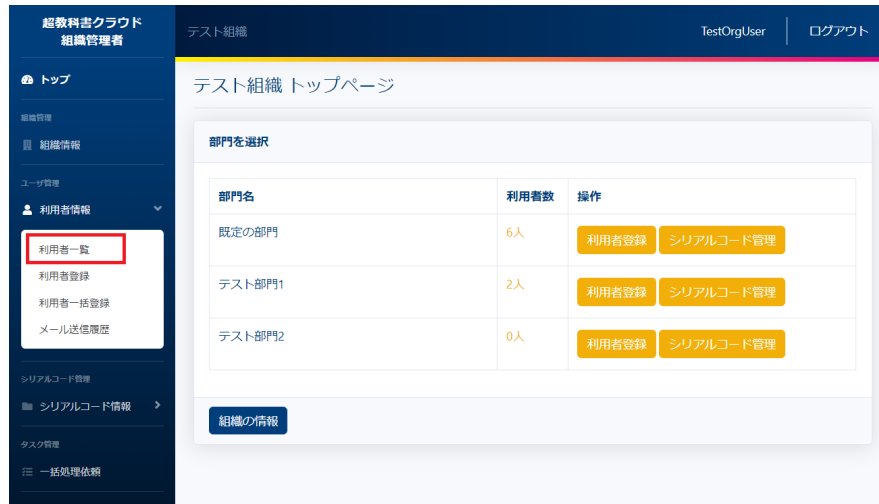 超教科書クラウド
組織管理者
テスト組織
TestOrgUser
ログアウト
トップ
組織管理
組織情報
ユーザ管理
利用者情報
利用者一覧
利用者登録
利用者一括登録
メール送信履歴
シリアルコード管理
シリアルコード情報
タスク管理
一括処理依頼
テスト組織 トップページ
部門を選択
部門名 利用者数 操作
既定の部門 6人 利用者登録 シリアルコード管理
テスト部門1 2人 利用者登録 シリアルコード管理
テスト部門2 0人 利用者登録 シリアルコード管理
組織の情報